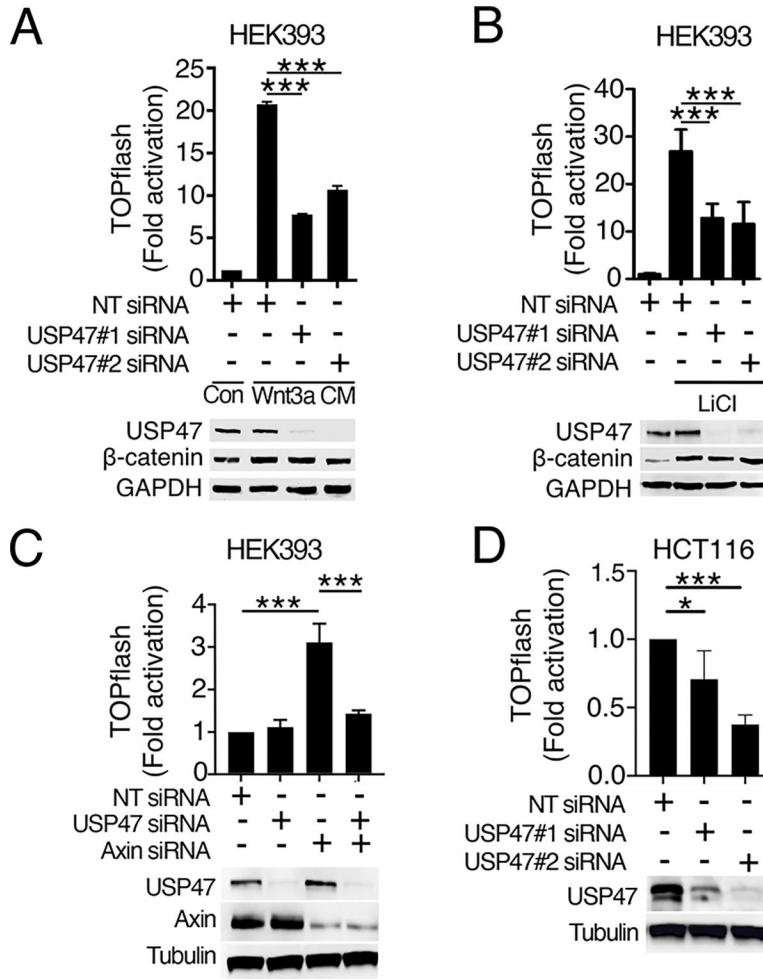 A
HEK393
TOPflash
(Fold activation)
25
20
15
10
5
0
***
***
NT siRNA + + - -
USP47#1 siRNA - - + -
USP47#2 siRNA - - - +
Con Wnt3a CM
USP47
β-catenin
GAPDH
B
HEK393
TOPflash
(Fold activation)
40
30
20
10
0
***
***
NT siRNA + + - -
USP47#1 siRNA - - + -
USP47#2 siRNA - - - +
LiCl
USP47
β-catenin
GAPDH
C
HEK393
TOPflash
(Fold activation)
4
3
2
1
0
***
***
NT siRNA + - - -
USP47 siRNA - + - +
Axin siRNA - - + +
USP47
Axin
Tubulin
D
HCT116
TOPflash
(Fold activation)
1.5
1.0
0.5
0.0
***
*
NT siRNA + - -
USP47#1 siRNA - + -
USP47#2 siRNA - - +
USP47
Tubulin